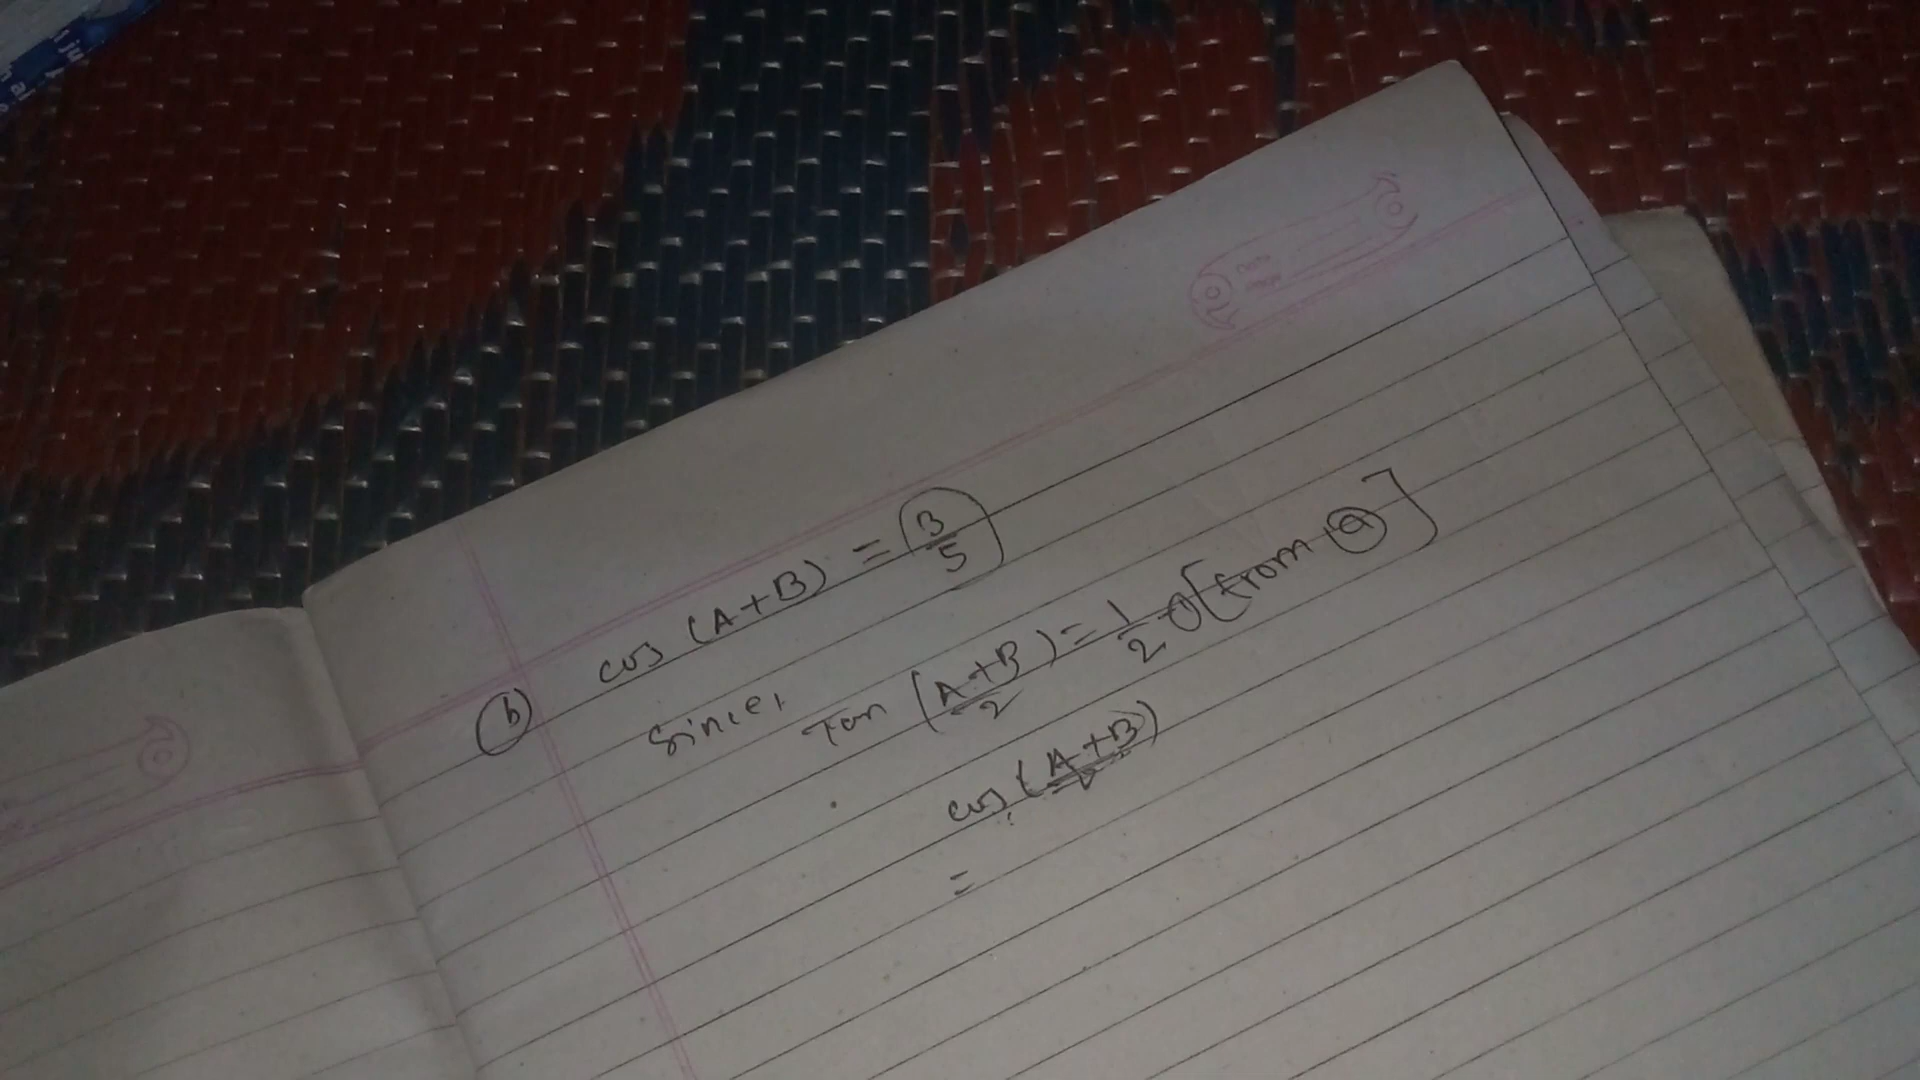 (b) cos (A+B) = (3/5)
Since, Tan (A+B/2) = 1/2 [from (a)]
cos (A+B)
=